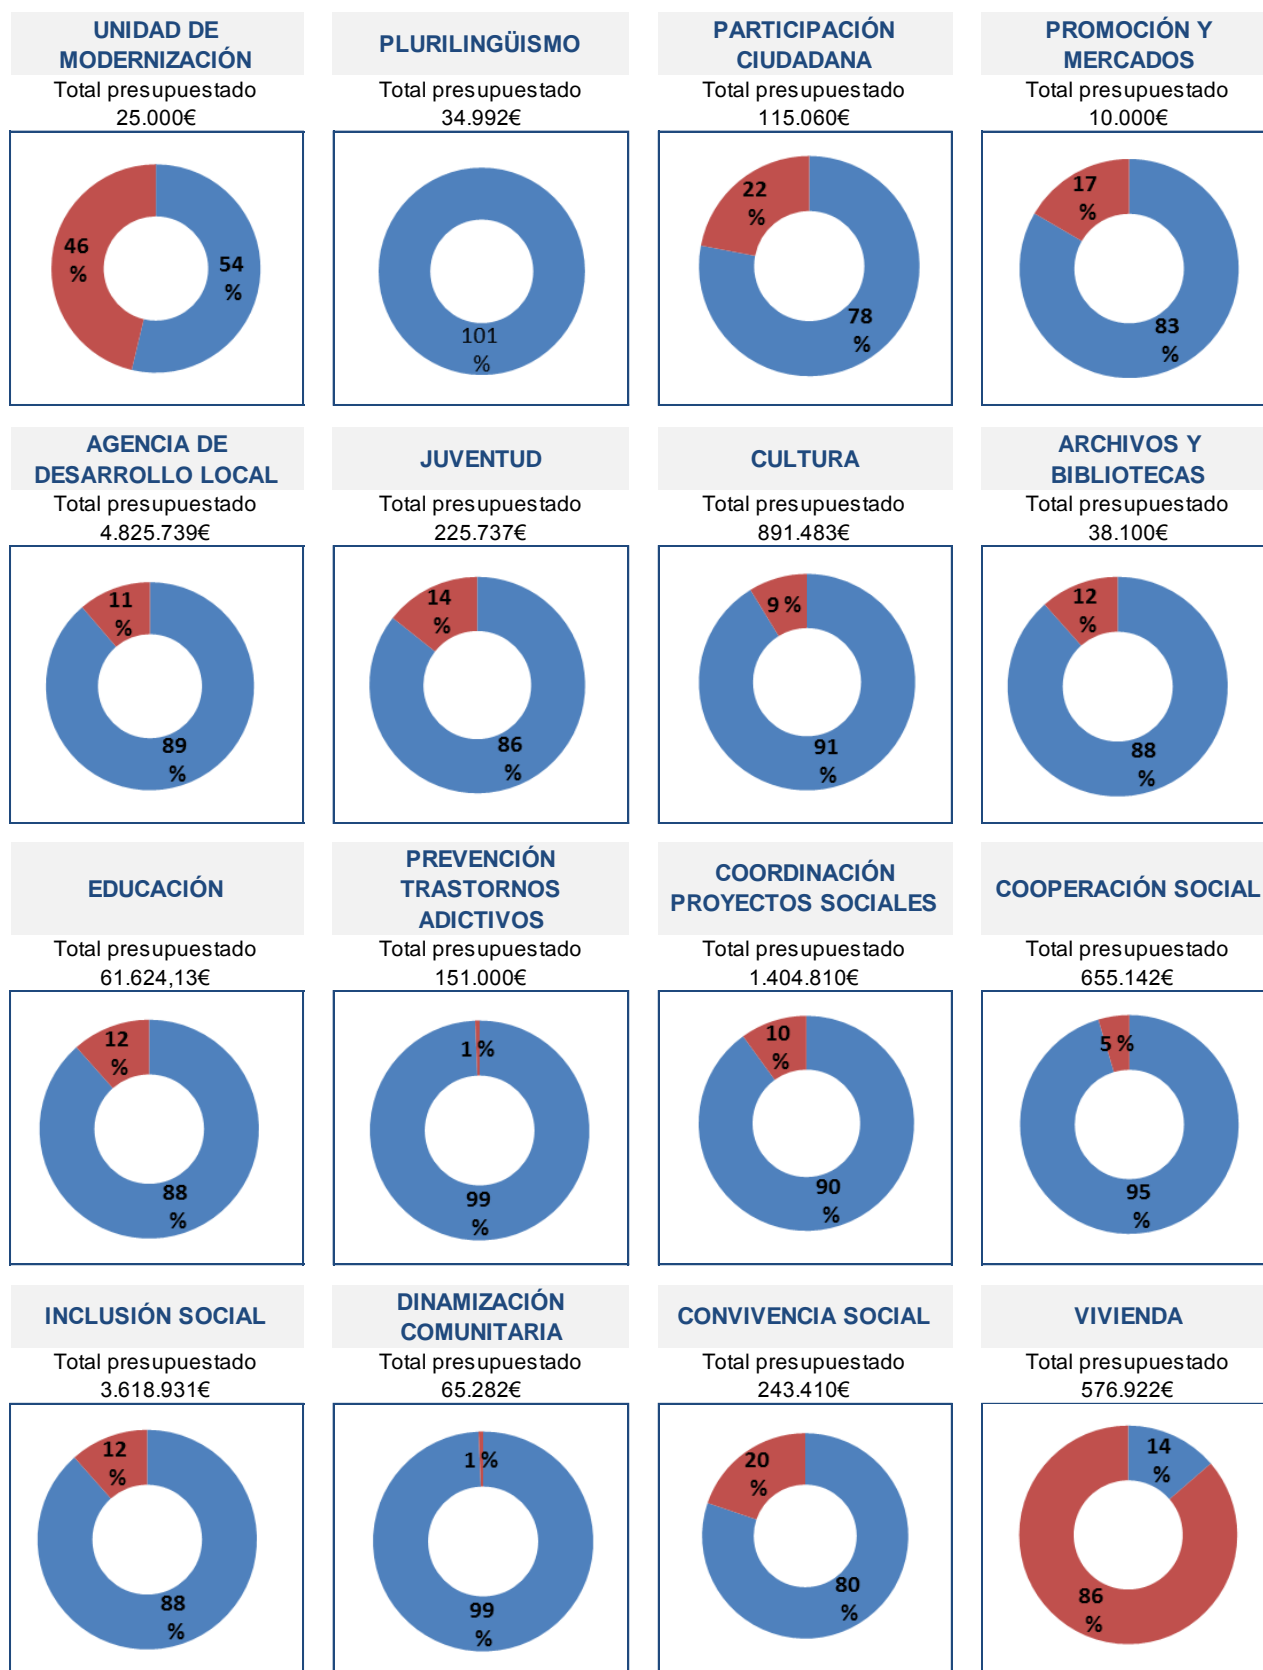 UNIDAD DE
MODERNIZACIÓN
Total presupuestado
25.000€
46
%
54
%
PLURILINGÜISMO
Total presupuestado
34.992€
101
%
PARTICIPACIÓN
CIUDADANA
Total presupuestado
115.060€
22
%
78
%
PROMOCIÓN Y
MERCADOS
Total presupuestado
10.000€
17
%
83
%
AGENCIA DE
DESARROLLO LOCAL
Total presupuestado
4.825.739€
11
%
89
%
JUVENTUD
Total presupuestado
225.737€
14
%
86
%
CULTURA
Total presupuestado
891.483€
9 %
91
%
ARCHIVOS Y
BIBLIOTECAS
Total presupuestado
38.100€
12
%
88
%
EDUCACIÓN
Total presupuestado
61.624,13€
12
%
88
%
PREVENCIÓN
TRASTORNOS
ADICTIVOS
Total presupuestado
151.000€
1 %
99
%
COORDINACIÓN
PROYECTOS SOCIALES
Total presupuestado
1.404.810€
10
%
90
%
COOPERACIÓN SOCIAL
Total presupuestado
655.142€
5 %
95
%
INCLUSIÓN SOCIAL
Total presupuestado
3.618.931€
12
%
88
%
DINAMIZACIÓN
COMUNITARIA
Total presupuestado
65.282€
1 %
99
%
CONVIVENCIA SOCIAL
Total presupuestado
243.410€
20
%
80
%
VIVIENDA
Total presupuestado
576.922€
14
%
86
%